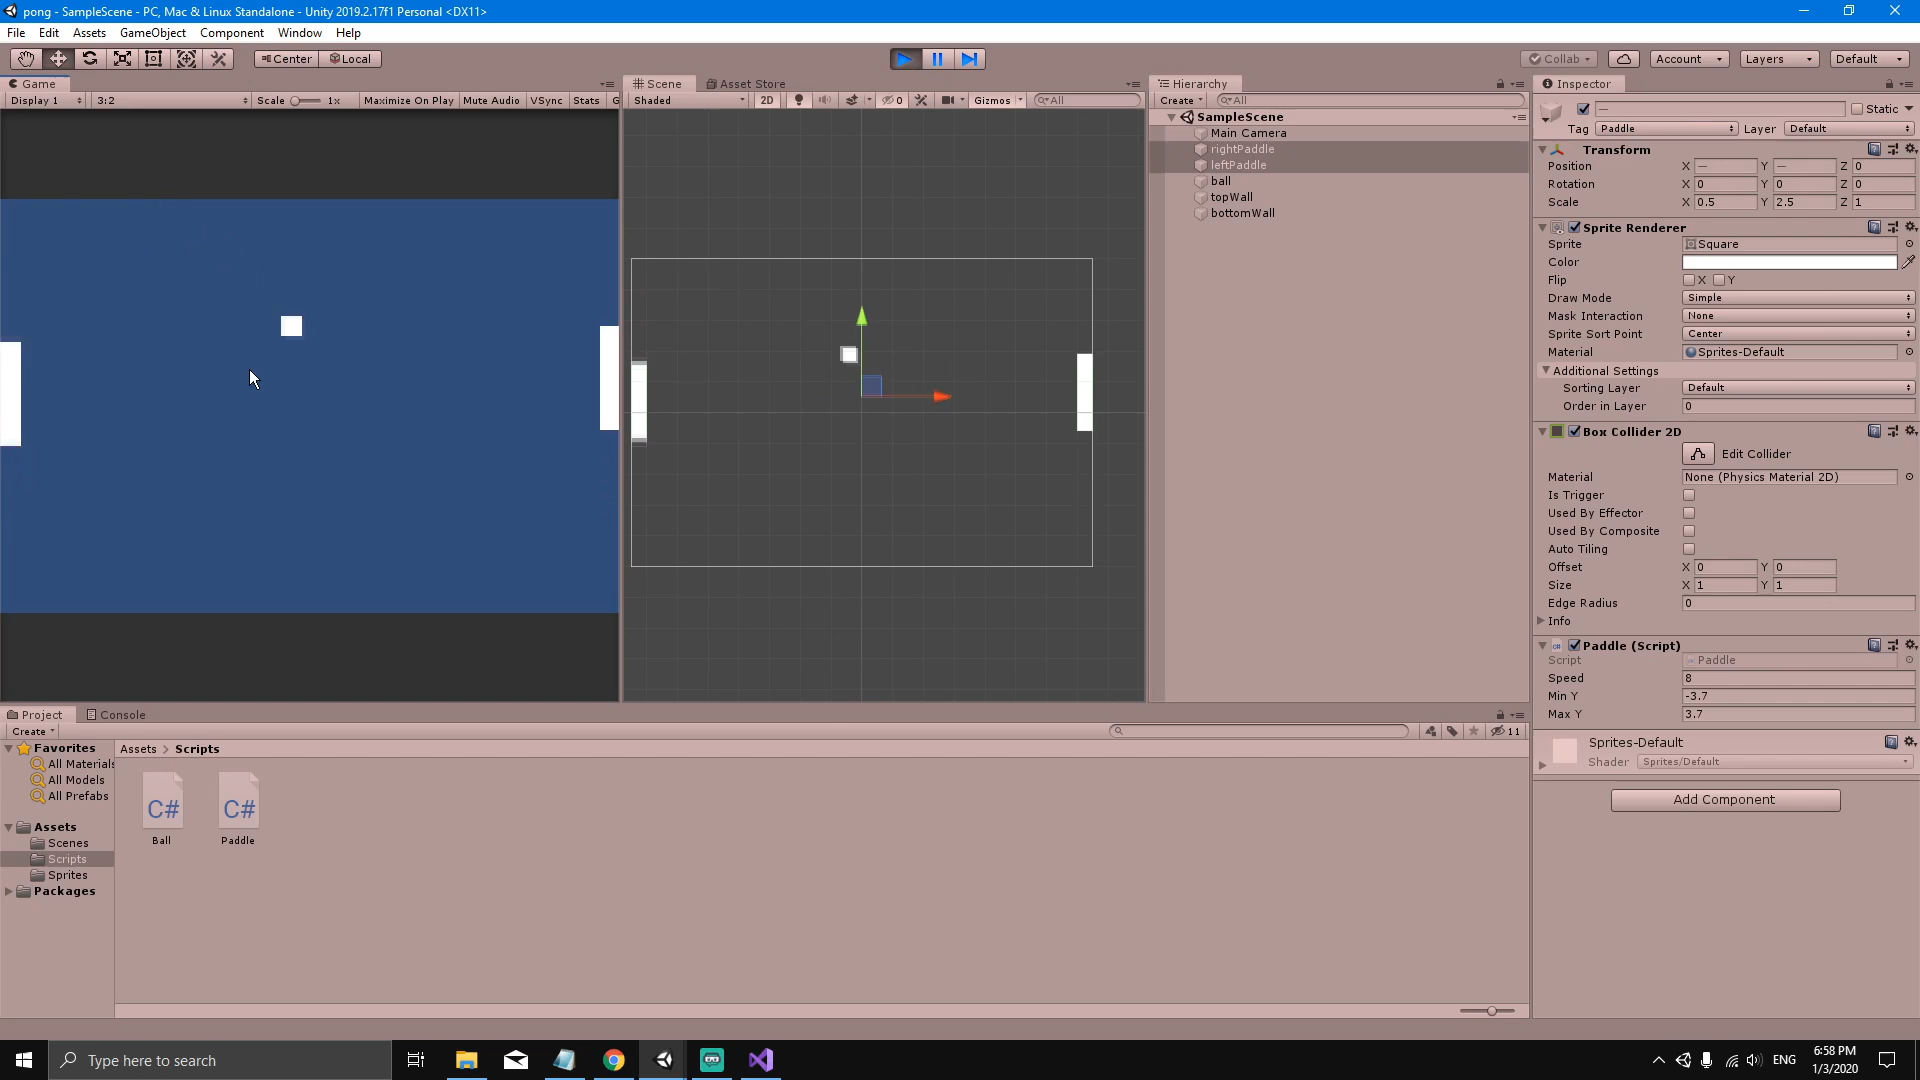 pong - SampleScene - PC, Mac & Linux Standalone - Unity 2019.2.17f1 Personal <DX11>
File Edit Assets GameObject Component Window Help
Center Local Collab Account Layers Default
Game
Display 1 3:2 Scale 1x Maximize On Play Mute Audio VSync Stats G
Scene Asset Store
Shaded 2D 0 Gizmos All
Hierarchy
Create All
SampleScene
Main Camera
rightPaddle
leftPaddle
ball
topWall
bottomWall
Inspector
— Static
Tag Paddle Layer Default
Transform
Position X — Y — Z 0
Rotation X 0 Y 0 Z 0
Scale X 0.5 Y 2.5 Z 1
Sprite Renderer
Sprite Square
Color
Flip X Y
Draw Mode Simple
Mask Interaction None
Sprite Sort Point Center
Material Sprites-Default
Additional Settings
Sorting Layer Default
Order in Layer 0
Box Collider 2D
Edit Collider
Material None (Physics Material 2D)
Is Trigger
Used By Effector
Used By Composite
Auto Tiling
Offset X 0 Y 0
Size X 1 Y 1
Edge Radius 0
Info
Paddle (Script)
Script Paddle
Speed 8
Min Y -3.7
Max Y 3.7
Sprites-Default
Shader Sprites/Default
Add Component
Project Console
Create 11
Favorites
All Materials
All Models
All Prefabs
Assets
Scenes
Scripts
Sprites
Packages
Assets > Scripts
C# C#
Ball Paddle
Type here to search
ENG
6:58 PM
1/3/2020